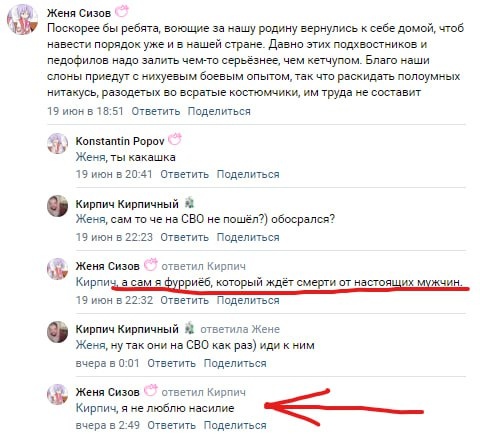 Женя Сизов
Поскорее бы ребята, воющие за нашу родину вернулись к себе домой, чтоб
навести порядок уже и в нашей стране. Давно этих подхвостников и
педофилов надо залить чем-то серьёзнее, чем кетчупом. Благо наши
слоны приедут с нихуевым боевым опытом, так что раскидать полоумных
нитакусь, разодетых во всратые костюмчики, им труда не составит
19 июн в 18:51 Ответить Поделиться
Konstantin Popov
Женя, ты какашка
19 июн в 20:41 Ответить Поделиться
Кирпич Кирпичный
Женя, сам то че на СВО не пошёл?) обосрался?
19 июн в 22:23 Ответить Поделиться
Женя Сизов ответил Кирпич
Кирпич, а сам я фурриёб, который ждёт смерти от настоящих мужчин.
19 июн в 22:32 Ответить Поделиться
Кирпич Кирпичный ответила Жене
Женя, ну так они на СВО как раз) иди к ним
вчера в 0:01 Ответить Поделиться
Женя Сизов ответил Кирпич
Кирпич, я не люблю насилие
вчера в 2:49 Ответить Поделиться